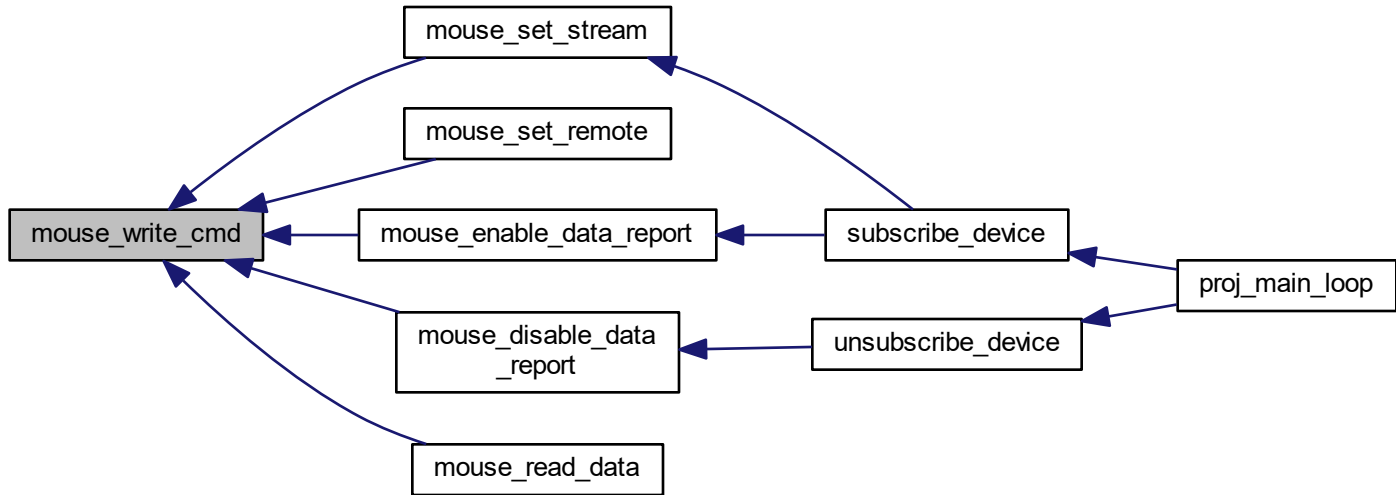 mouse_set_stream
mouse_set_remote
mouse_write_cmd
mouse_enable_data_report
subscribe_device
proj_main_loop
mouse_disable_data
_report
unsubscribe_device
mouse_read_data